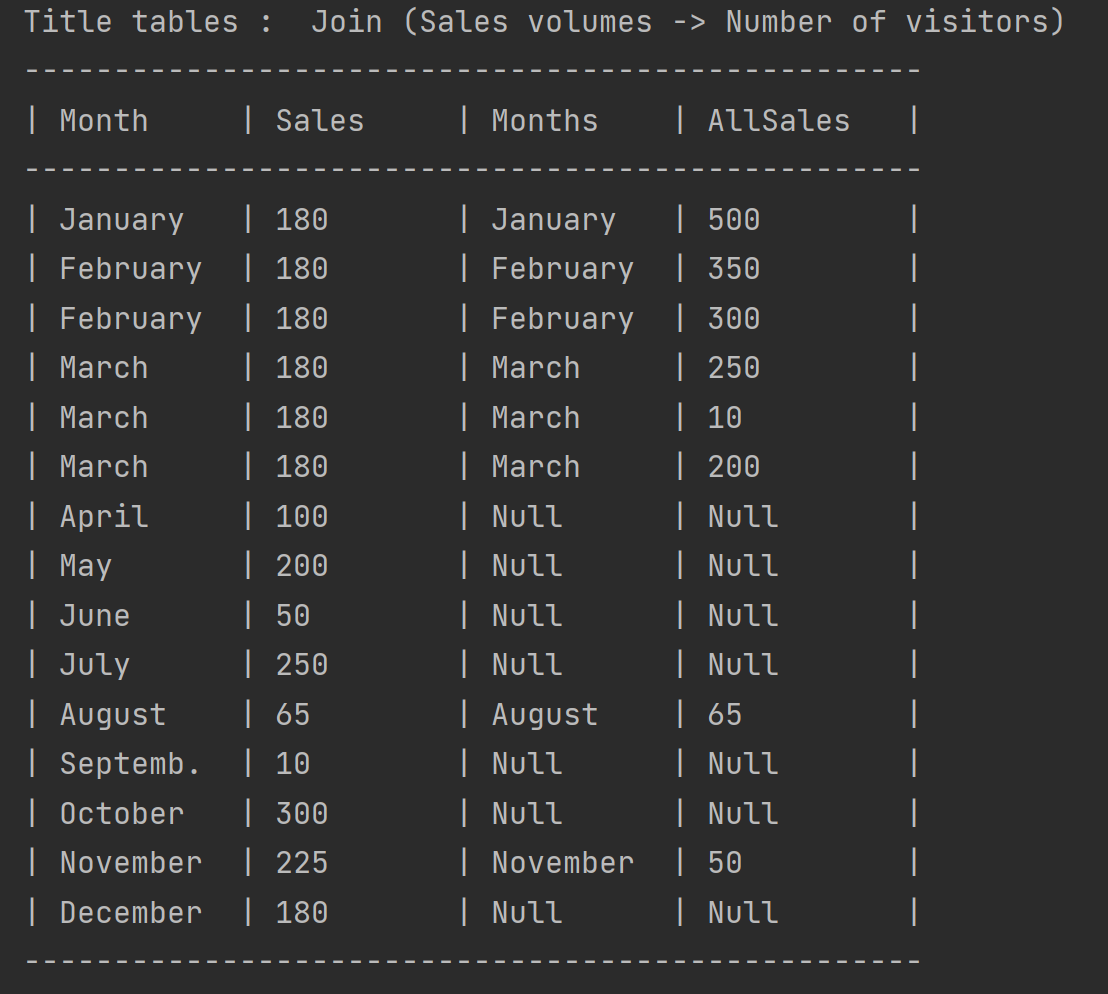 Title tables :  Join (Sales volumes -> Number of visitors)
--------------------------------------------------
| Month     | Sales     | Months    | AllSales   |
--------------------------------------------------
| January   | 180       | January   | 500        |
| February  | 180       | February  | 350        |
| February  | 180       | February  | 300        |
| March     | 180       | March     | 250        |
| March     | 180       | March     | 10         |
| March     | 180       | March     | 200        |
| April     | 100       | Null      | Null       |
| May       | 200       | Null      | Null       |
| June      | 50        | Null      | Null       |
| July      | 250       | Null      | Null       |
| August    | 65        | August    | 65         |
| Septemb.  | 10        | Null      | Null       |
| October   | 300       | Null      | Null       |
| November  | 225       | November  | 50         |
| December  | 180       | Null      | Null       |
--------------------------------------------------